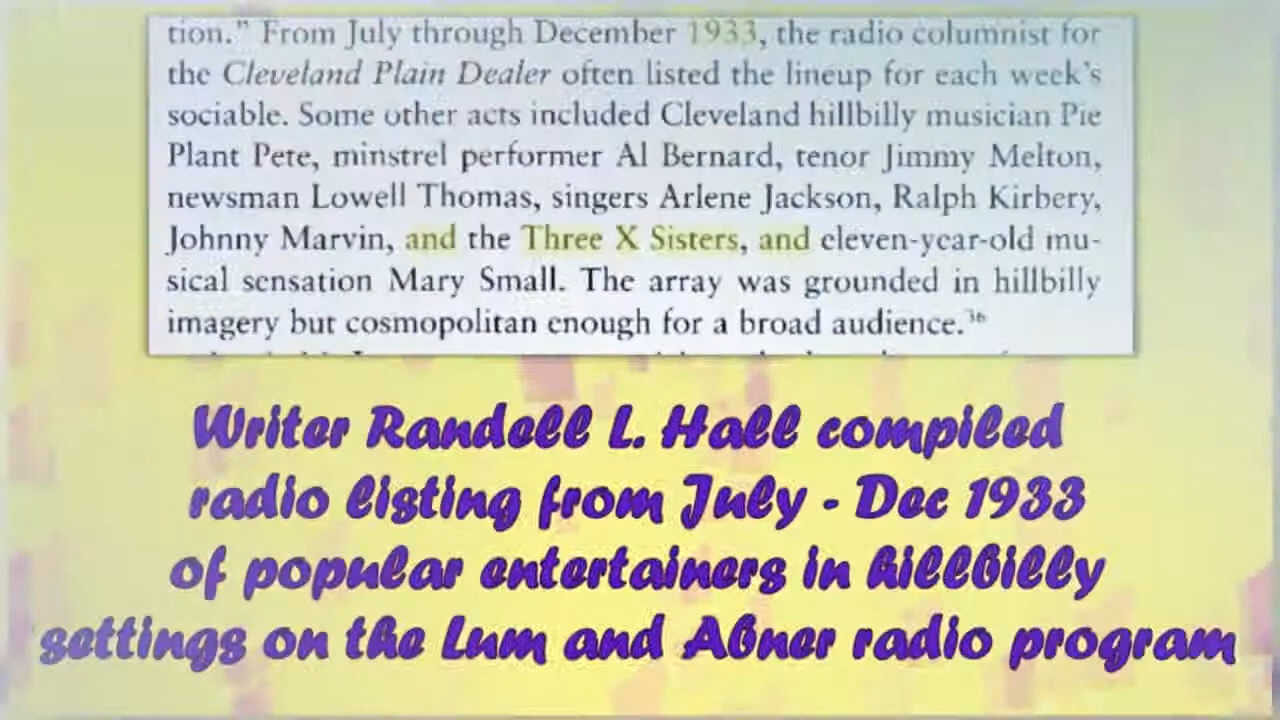 tion." From July through December 1933, the radio columnist for
the Cleveland Plain Dealer often listed the lineup for each week's
sociable. Some other acts included Cleveland hillbilly musician Pie
Plant Pete, minstrel performer Al Bernard, tenor Jimmy Melton,
newsman Lowell Thomas, singers Arlene Jackson, Ralph Kirbery,
Johnny Marvin, and the Three X Sisters, and eleven-year-old mu-
sical sensation Mary Small. The array was grounded in hillbilly
imagery but cosmopolitan enough for a broad audience.36
Writer Randell L. Hall compiled
radio listing from July - Dec 1933
of popular entertainers in hillbilly
settings on the Lum and Abner radio program